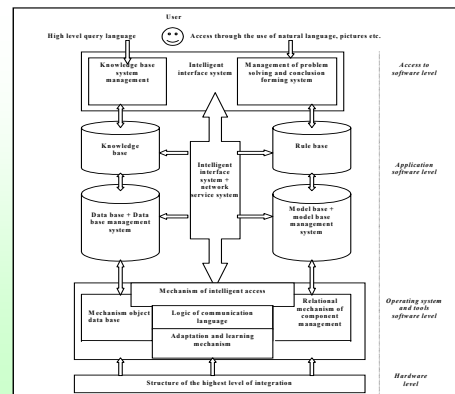 User
High level query language
Access through the use of natural language, pictures etc.
Knowledge base
system
management
Intelligent
interface system
Management of problem
solving and conclusion
forming system
Access to
software level
Knowledge
base
Rule base
Intelligent
interface
system +
network
service system
Application
software level
Data base + Data
base management
system
Model base +
model base
management
system
Mechanism of intelligent access
Mechanism object
data base
Logic of communication
language
Relational
mechanism of
component
management
Adaptation and learning
mechanism
Operating system
and tools
software level
Structure of the highest level of integration
Hardware
level